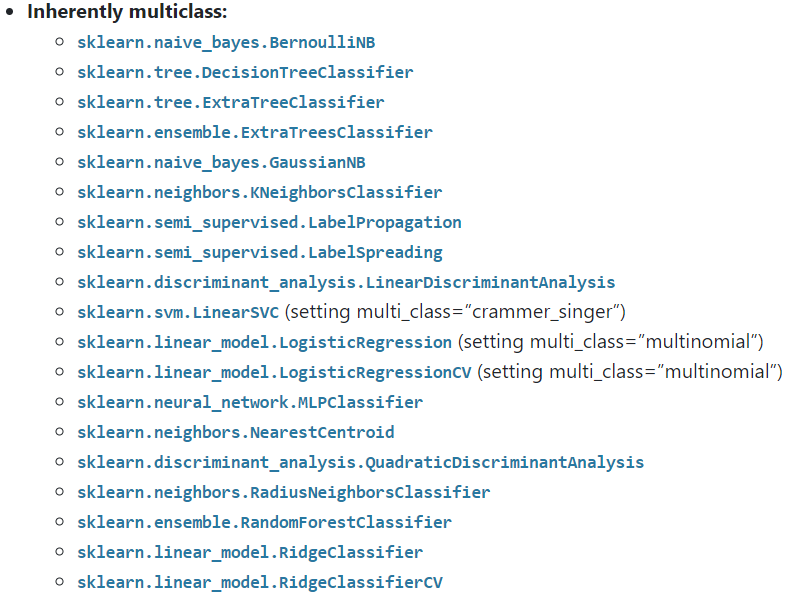 Inherently multiclass:
sklearn.naive_bayes.BernoulliNB
sklearn.tree.DecisionTreeClassifier
sklearn.tree.ExtraTreeClassifier
sklearn.ensemble.ExtraTreesClassifier
sklearn.naive_bayes.GaussianNB
sklearn.neighbors.KNeighborsClassifier
sklearn.semi_supervised.LabelPropagation
sklearn.semi_supervised.LabelSpreading
sklearn.discriminant_analysis.LinearDiscriminantAnalysis
sklearn.svm.LinearSVC (setting multi_class=”crammer_singer”)
sklearn.linear_model.LogisticRegression (setting multi_class=”multinomial”)
sklearn.linear_model.LogisticRegressionCV (setting multi_class=”multinomial”)
sklearn.neural_network.MLPClassifier
sklearn.neighbors.NearestCentroid
sklearn.discriminant_analysis.QuadraticDiscriminantAnalysis
sklearn.neighbors.RadiusNeighborsClassifier
sklearn.ensemble.RandomForestClassifier
sklearn.linear_model.RidgeClassifier
sklearn.linear_model.RidgeClassifierCV